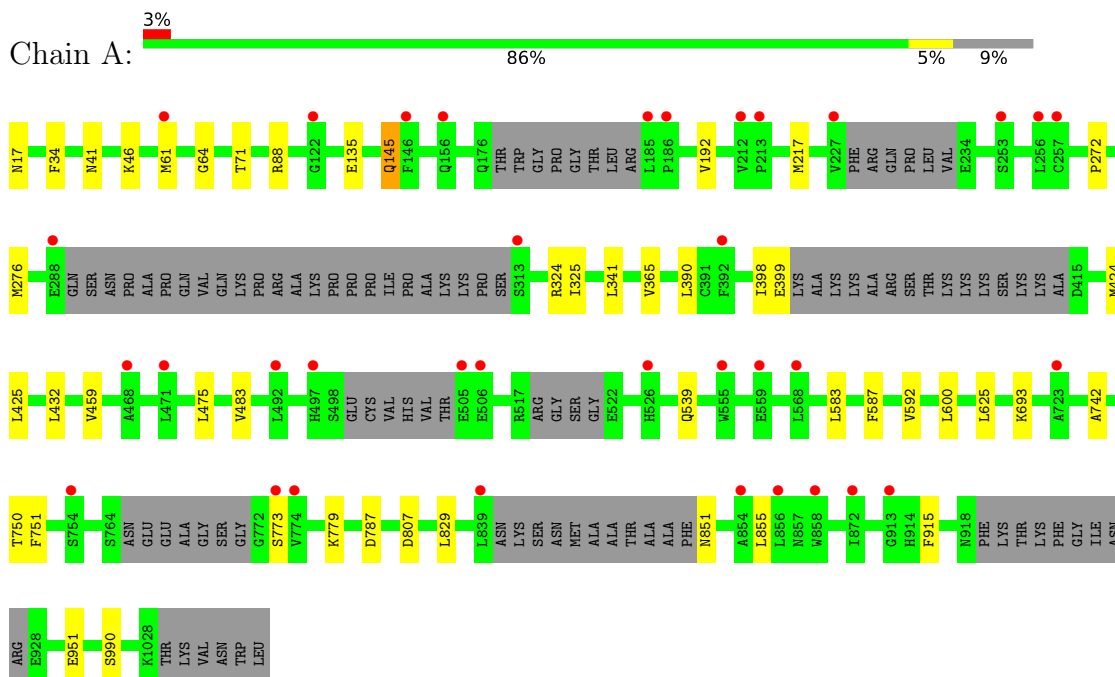 3%
Chain A:
86% 5% 9%
N17 F34 N41 K46 M61 G64 T71 R88 G122 E135 Q145 F146 Q156 Q176 THR TRP GLY PRO GLY THR LEU ARG L185 P186 V192 V212 P213 M217 V227 PHE ARG GLN PRO LEU VAL E234 S253 L256 C257 P272
M276 E288 GLN SER ASN PRO ALA PRO GLN VAL GLN LYS PRO ARG ALA LYS PRO PRO PRO ILE PRO ALA LYS LYS PRO SER S313 R324 I325 L341 V365 L390 C391 F392 I398 E399 LYS ALA LYS LYS ALA ARG SER THR LYS LYS LYS SER LYS LYS ALA D415 M424
L425 L432 V459 A468 L471 L475 V483 L492 H497 S498 GLU CYS VAL HIS VAL THR E505 E506 R517 ARG GLY SER GLY E522 H526 Q539 W555 E559 L568 L583 F587 V592 L600 L625 K693 A723 A742
T750 F751 S754 S764 ASN GLU GLU ALA GLY SER GLY G772 S773 V774 K779 D787 D807 L829 L839 ASN LYS SER ASN MET ALA ALA THR ALA ALA PHE N851 A854 L855 L856 N857 W858 I872 G913 H914 F915 N918 PHE LYS THR LYS PHE GLY ILE ASN
ARG E928 E951 S990 K1028 THR LYS VAL ASN TRP LEU